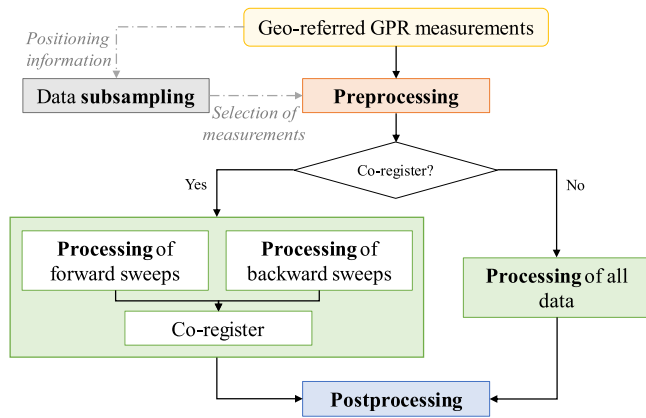 Geo-referred GPR measurements
Positioning
information
Data subsampling
Selection of
measurements
Preprocessing
Co-register?
Yes
No
Processing of
forward sweeps
Processing of
backward sweeps
Co-register
Processing of all
data
Postprocessing